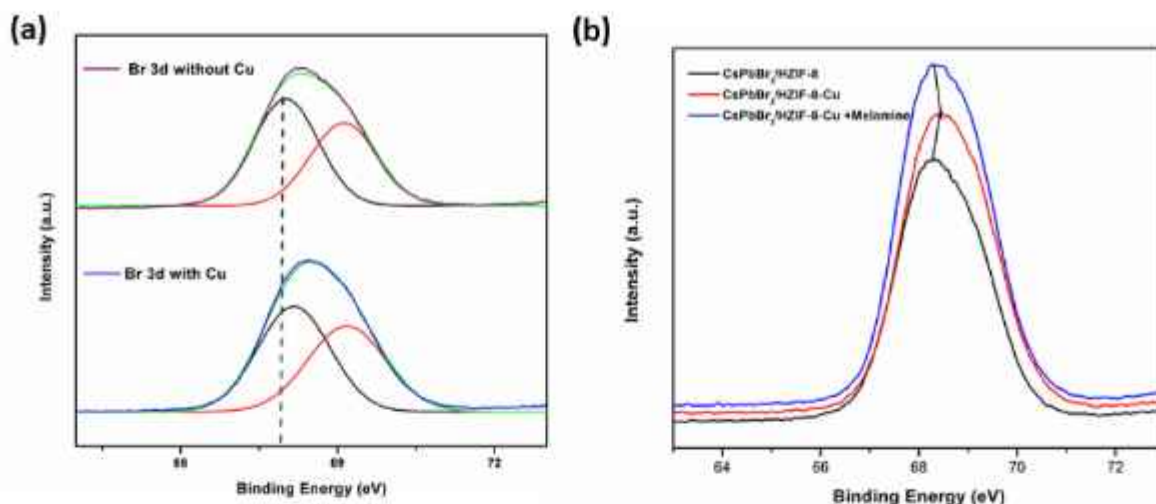 (a)
Br 3d without Cu
Br 3d with Cu
Intensity (a.u.)
66
69
72
Binding Energy (eV)
(b)
CsPbBr₃/HZIF-8
CsPbBr₃/HZIF-8-Cu
CsPbBr₃/HZIF-8-Cu +Melamine
Intensity (a.u.)
64
66
68
70
72
Binding Energy (eV)